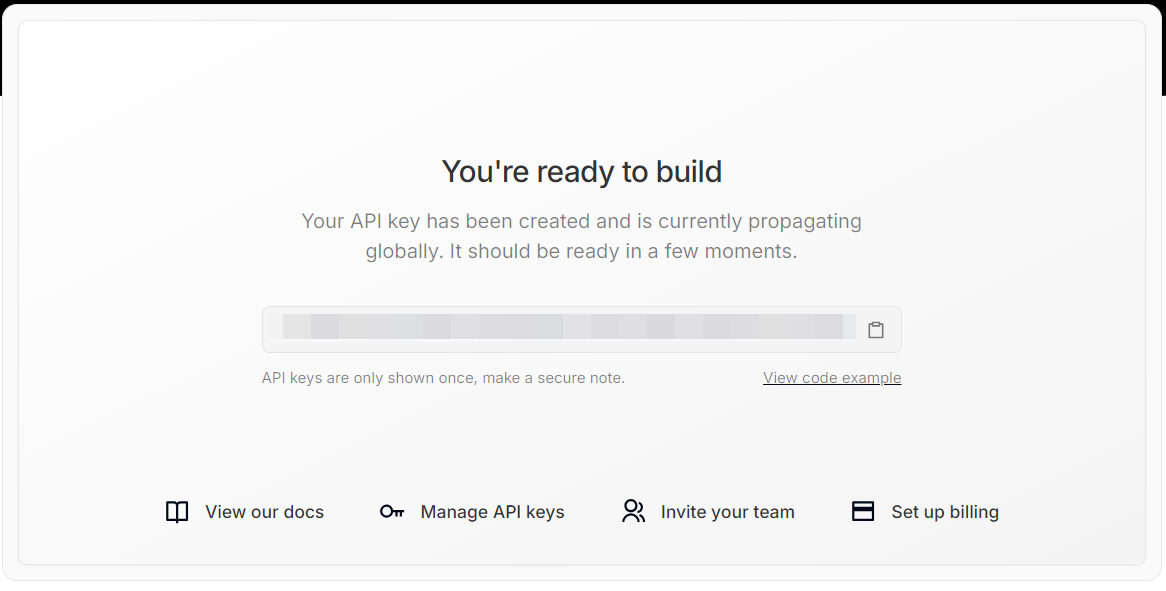 You're ready to build
Your API key has been created and is currently propagating
globally. It should be ready in a few moments.
API keys are only shown once, make a secure note.
View code example
View our docs
Manage API keys
Invite your team
Set up billing